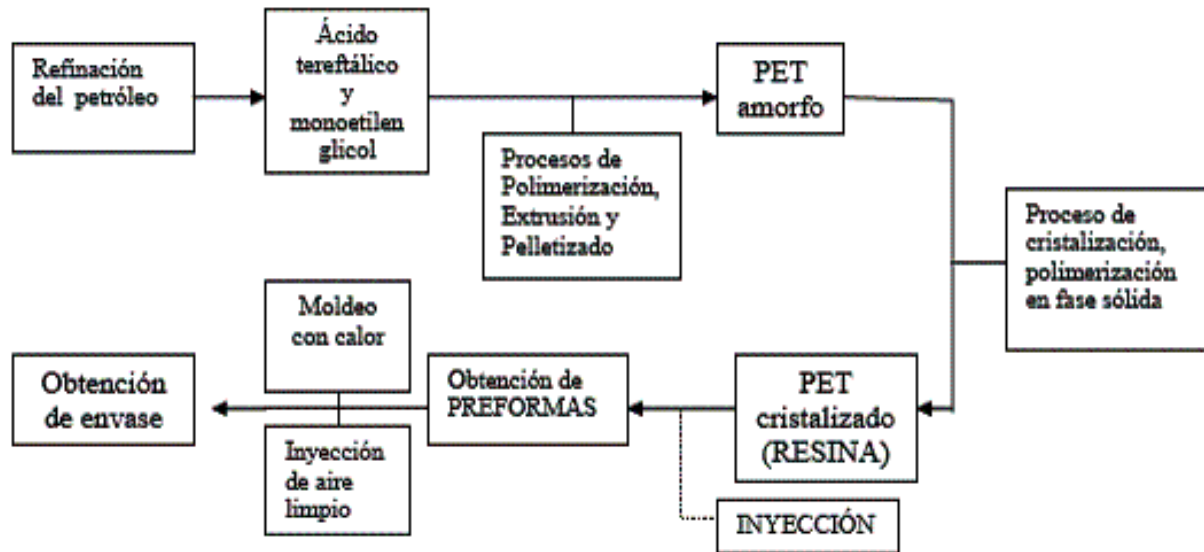 Refinación
del petróleo
Ácido
tereftálico
y
monoetilen
glicol
Procesos de
Polimerización,
Extrusión y
Pelletizado
PET
amorfo
Proceso de
cristalización,
polimerización
en fase sólida
PET
cristalizado
(RESINA)
INYECCIÓN
Obtención de
PREFORMAS
Moldeo
con calor
Inyección
de aire
limpio
Obtención
de envase